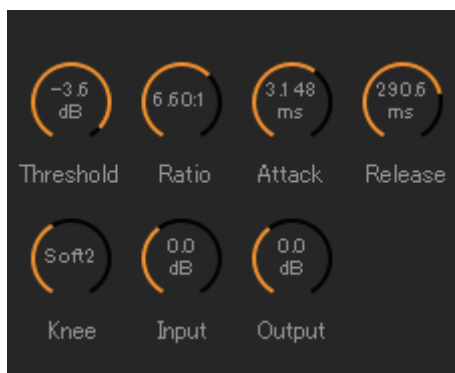 -3.6 dB
6.60:1
3.148 ms
290.6 ms
Threshold
Ratio
Attack
Release
Soft2
0.0 dB
0.0 dB
Knee
Input
Output